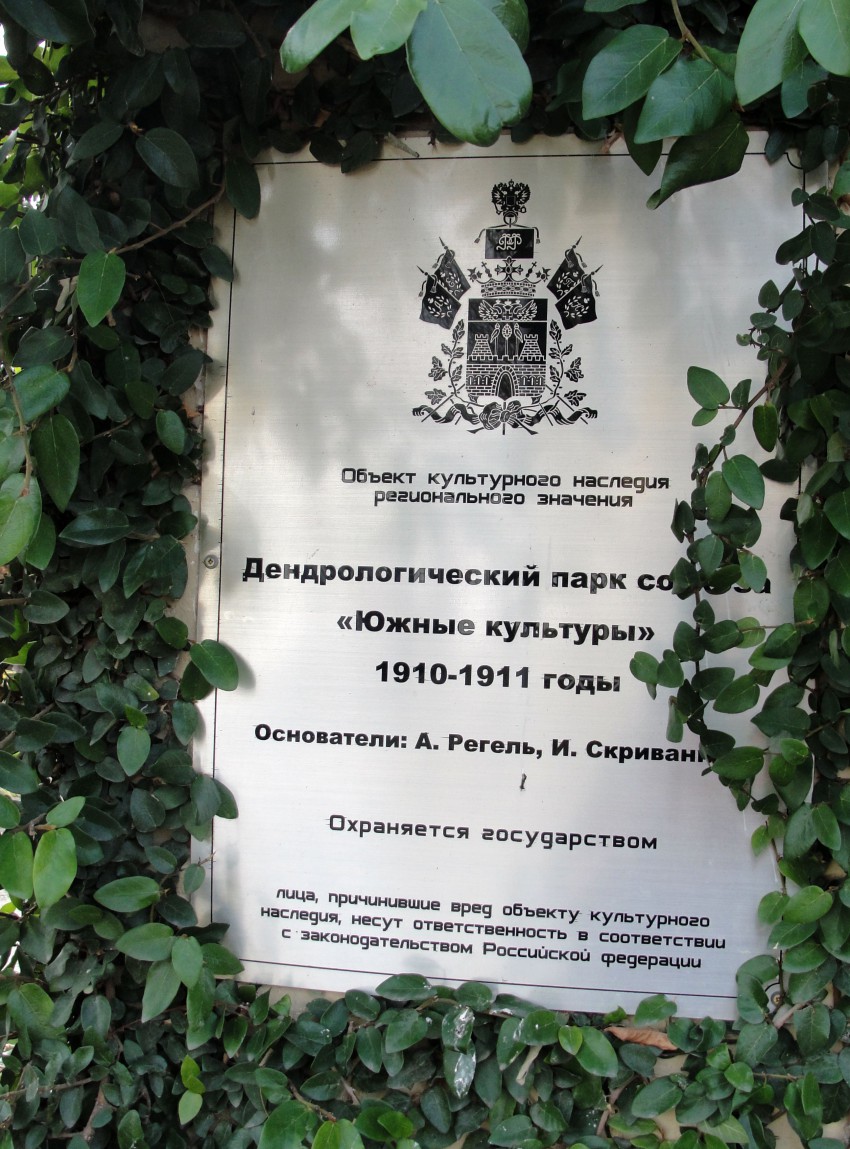 Объект культурного наследия
регионального значения
Дендрологический парк
«Южные культуры»
1910-1911 годы
Основатели: А. Регель, И.
Охраняется государством
лица, причинившие вред объекту культурного
наследия, несут ответственность в соответствии
с законодательством Российской федерации